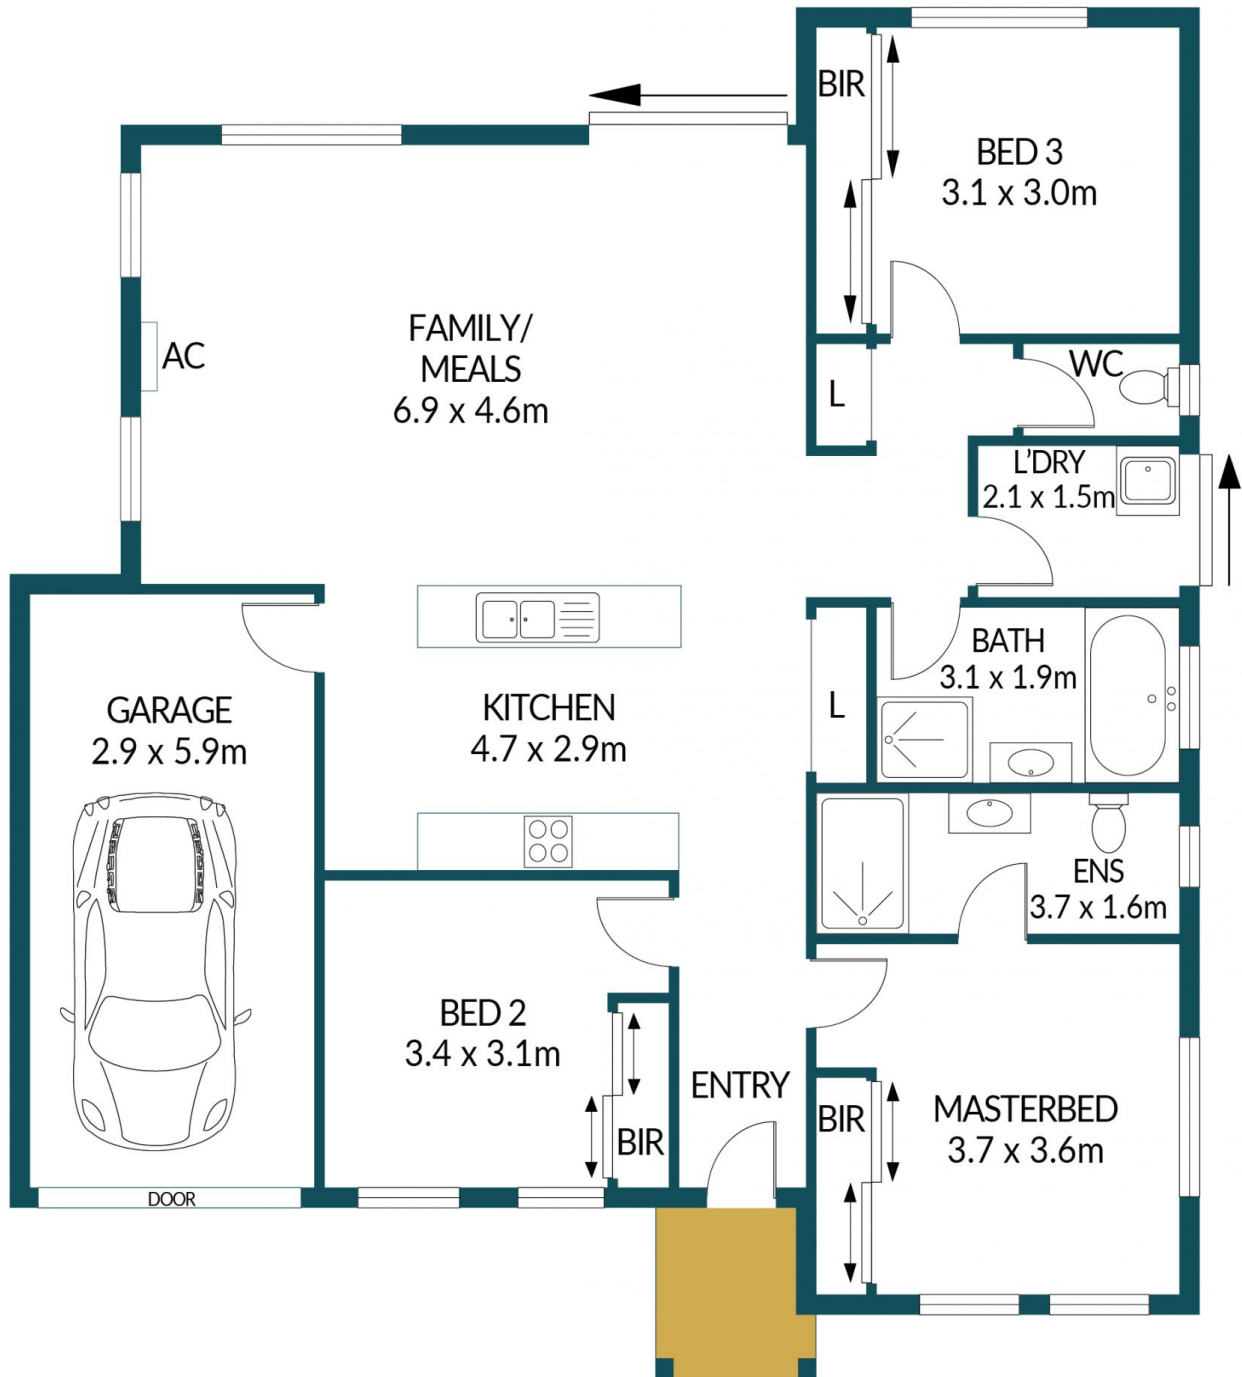 BIR
BED 3
3.1 x 3.0m
FAMILY/
MEALS
6.9 x 4.6m
AC
L
WC
L'DRY
2.1 x 1.5m
GARAGE
2.9 x 5.9m
KITCHEN
4.7 x 2.9m
L
BATH
3.1 x 1.9m
ENS
3.7 x 1.6m
BED 2
3.4 x 3.1m
BIR
ENTRY
BIR
MASTERBED
3.7 x 3.6m
DOOR